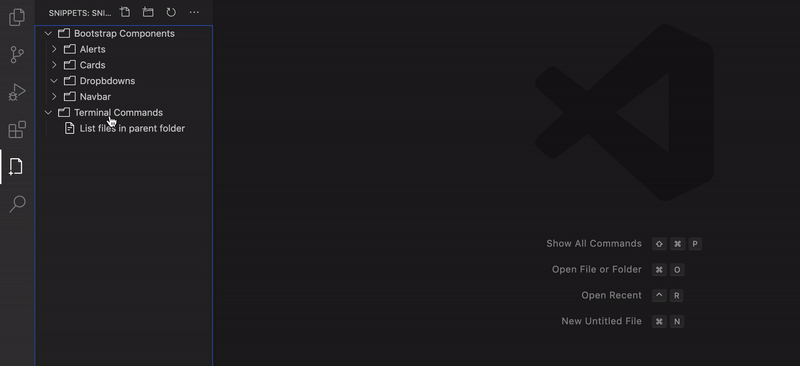 SNIPPETS: SNI...
Bootstrap Components
Alerts
Cards
Dropbdowns
Navbar
Terminal Commands
List files in parent folder
Show All Commands ⇧ ⌘ P
Open File or Folder ⌘ O
Open Recent ^ R
New Untitled File ⌘ N